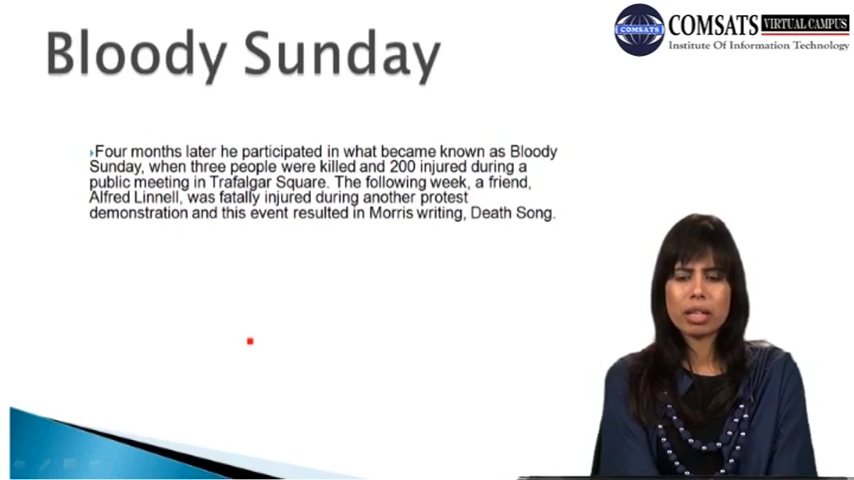 Bloody Sunday
COMSATS VIRTUAL CAMPUS
Institute Of Information Technology
COMSATS
Four months later he participated in what became known as Bloody
Sunday, when three people were killed and 200 injured during a
public meeting in Trafalgar Square. The following week, a friend,
Alfred Linnell, was fatally injured during another protest
demonstration and this event resulted in Morris writing, Death Song.